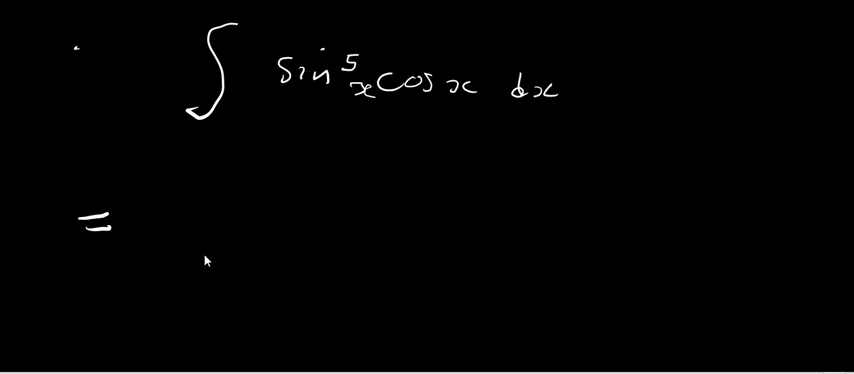 ∫ sin⁵x cos x dx
=